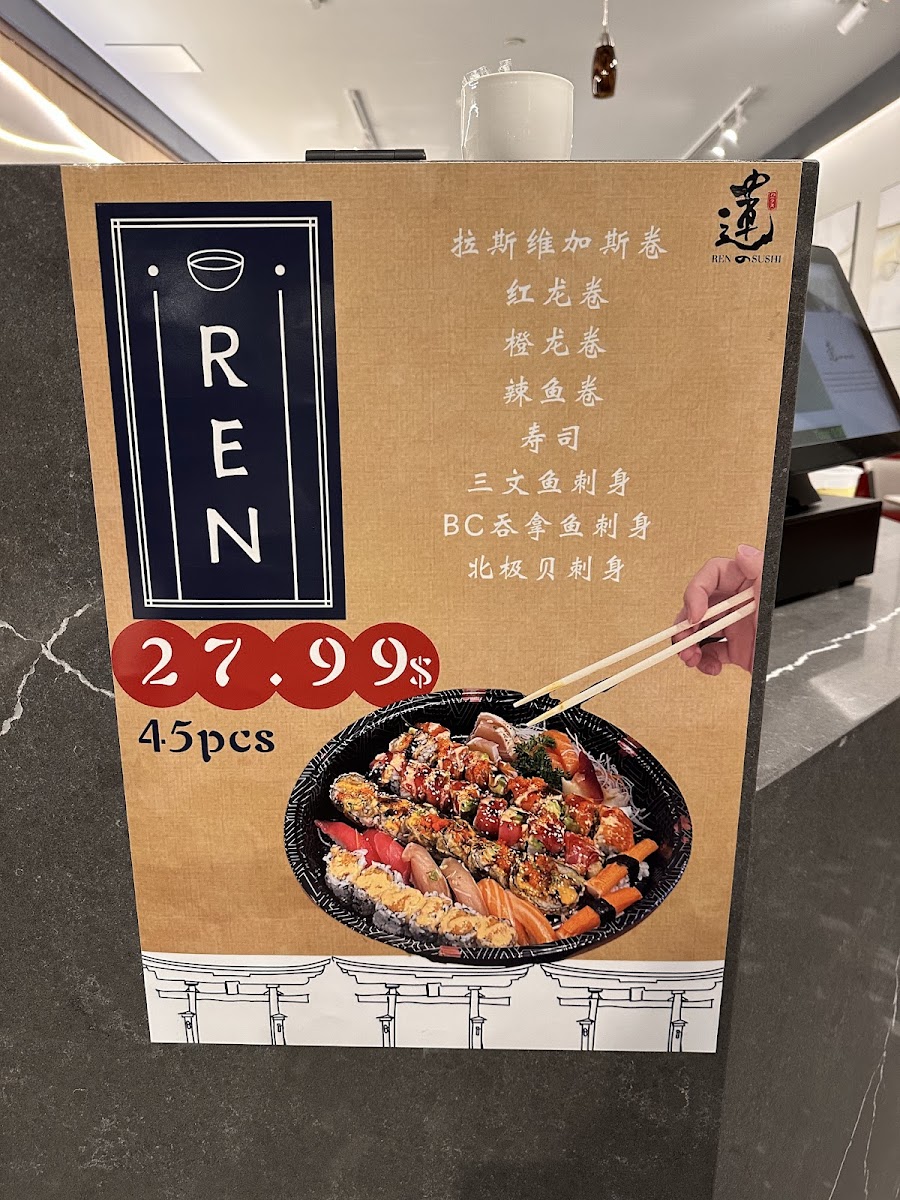 R
E
N
蓮
REN の SUSHI
拉斯维加斯卷
红龙卷
橙龙卷
辣鱼卷
寿司
三文鱼刺身
BC吞拿鱼刺身
北极贝刺身
27.99$
45pcs